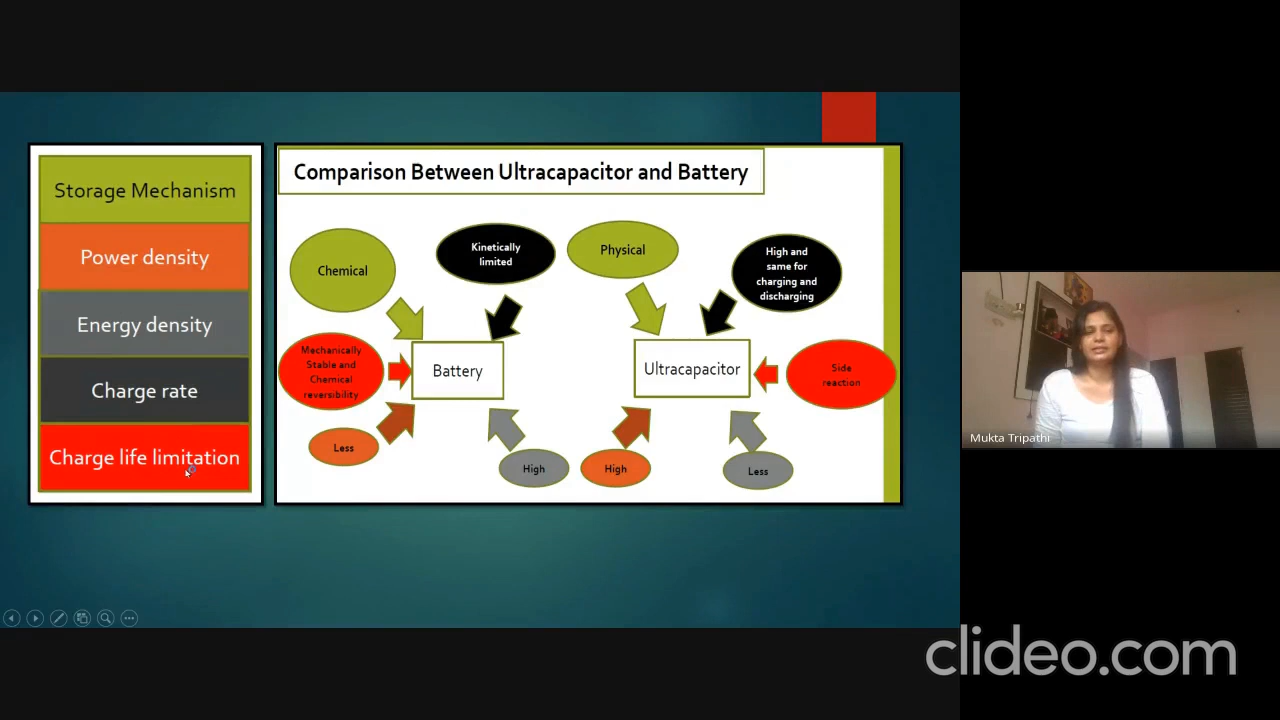 Comparison Between Ultracapacitor and Battery
Storage Mechanism
Power density
Energy density
Charge rate
Charge life limitation
Chemical
Kinetically
limited
Physical
High and
same for
charging and
discharging
Mechanically
Stable and
Chemical
reversibility
Battery
Ultracapacitor
Side
reaction
Less
High
High
Less
Mukta Tripathi
clideo.com